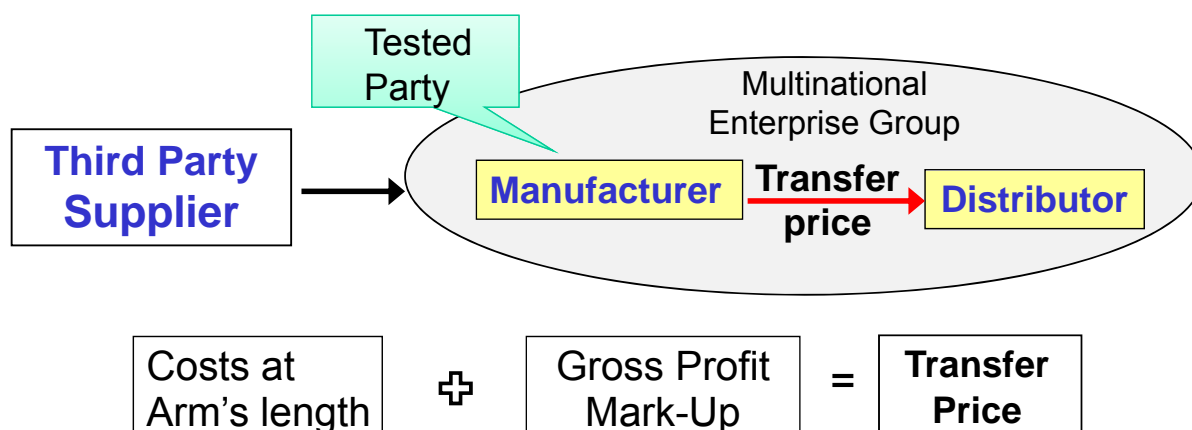 Tested
Party
Multinational
Enterprise Group
Third Party
Supplier
Manufacturer
Transfer
price
Distributor
Costs at
Arm's length
Gross Profit
Mark-Up
=
Transfer
Price